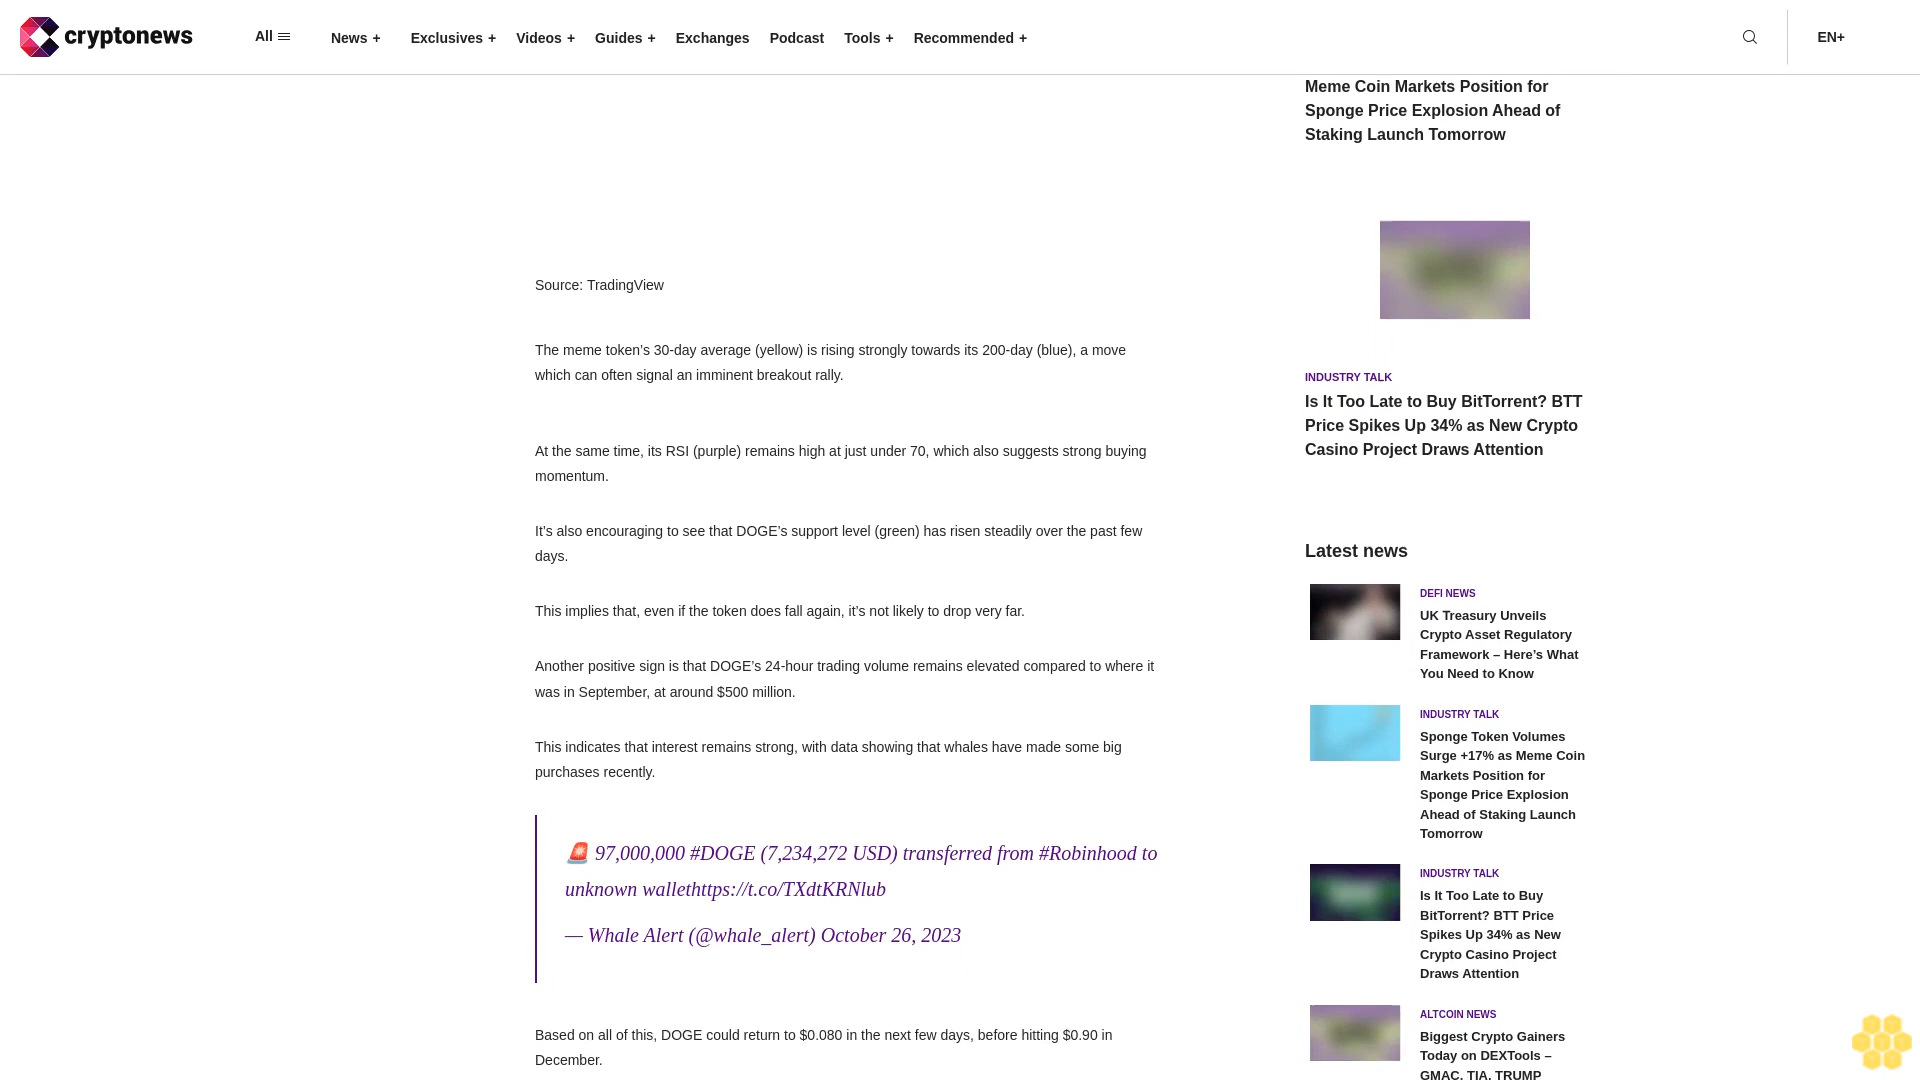 cryptonews
All
News +
Exclusives +
Videos +
Guides +
Exchanges
Podcast
Tools +
Recommended +
EN+
Source: TradingView
The meme token’s 30-day average (yellow) is rising strongly towards its 200-day (blue), a move
which can often signal an imminent breakout rally.
At the same time, its RSI (purple) remains high at just under 70, which also suggests strong buying
momentum.
It’s also encouraging to see that DOGE’s support level (green) has risen steadily over the past few
days.
This implies that, even if the token does fall again, it’s not likely to drop very far.
Another positive sign is that DOGE’s 24-hour trading volume remains elevated compared to where it
was in September, at around $500 million.
This indicates that interest remains strong, with data showing that whales have made some big
purchases recently.
🚨 97,000,000 #DOGE (7,234,272 USD) transferred from #Robinhood to
unknown wallethttps://t.co/TXdtKRNlub
— Whale Alert (@whale_alert) October 26, 2023
Based on all of this, DOGE could return to $0.080 in the next few days, before hitting $0.90 in
December.
Meme Coin Markets Position for
Sponge Price Explosion Ahead of
Staking Launch Tomorrow
INDUSTRY TALK
Is It Too Late to Buy BitTorrent? BTT
Price Spikes Up 34% as New Crypto
Casino Project Draws Attention
Latest news
DEFI NEWS
UK Treasury Unveils
Crypto Asset Regulatory
Framework – Here’s What
You Need to Know
INDUSTRY TALK
Sponge Token Volumes
Surge +17% as Meme Coin
Markets Position for
Sponge Price Explosion
Ahead of Staking Launch
Tomorrow
INDUSTRY TALK
Is It Too Late to Buy
BitTorrent? BTT Price
Spikes Up 34% as New
Crypto Casino Project
Draws Attention
ALTCOIN NEWS
Biggest Crypto Gainers
Today on DEXTools –
GMAC, TIA, TRUMP